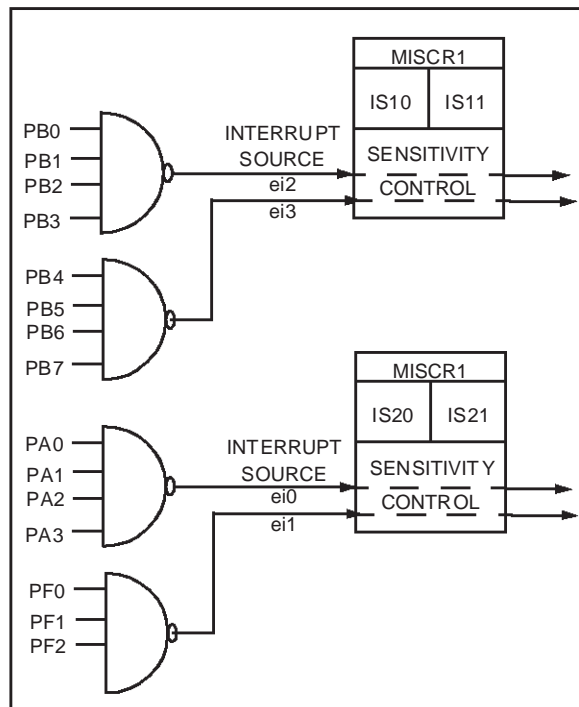 MISCR1
IS10 IS11
SENSITIVITY
CONTROL
INTERRUPT
SOURCE
ei2
ei3
PB0
PB1
PB2
PB3
PB4
PB5
PB6
PB7
MISCR1
IS20 IS21
SENSITIVITY
CONTROL
INTERRUPT
SOURCE
ei0
ei1
PA0
PA1
PA2
PA3
PF0
PF1
PF2